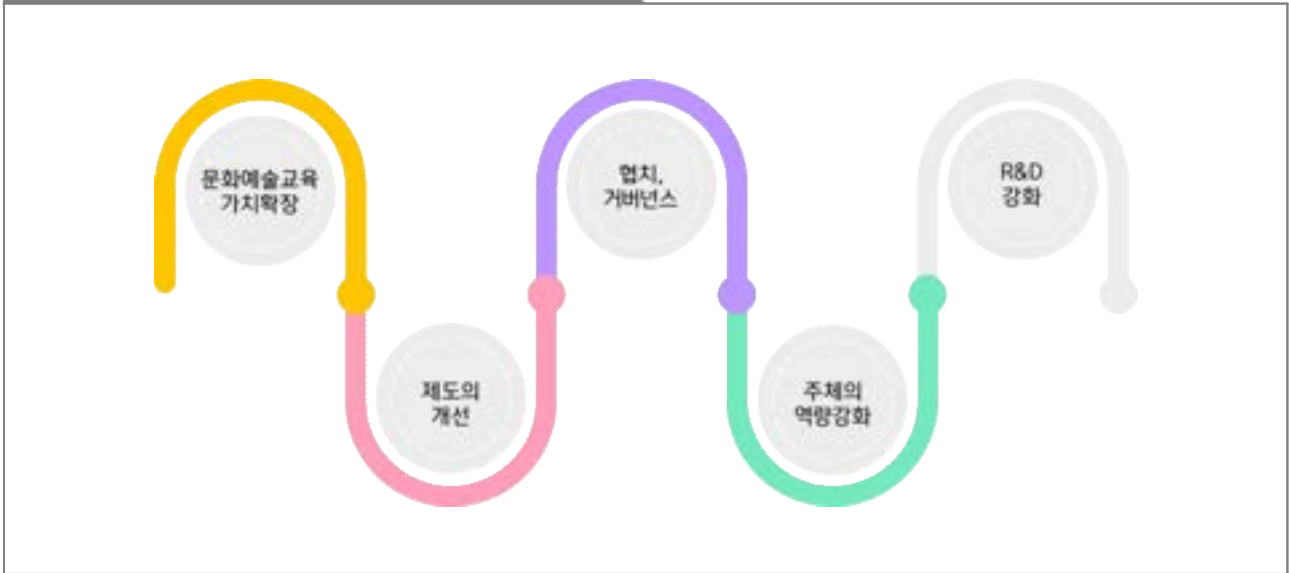 문화예술교육
가치확장
제도의
개선
협치,
거버넌스
주체의
역량강화
R&D
강화